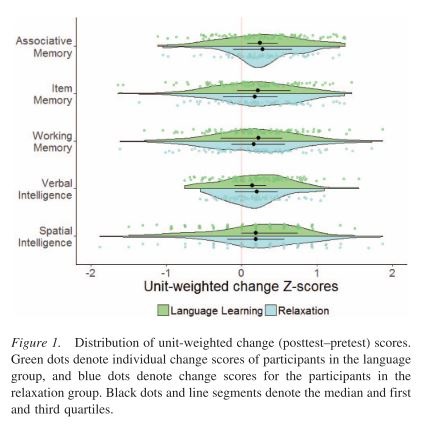 Associative
Memory
Item
Memory
Working
Memory
Verbal
Intelligence
Spatial
Intelligence
-2 -1 0 1 2
Unit-weighted change Z-scores
Language Learning Relaxation
Figure 1. Distribution of unit-weighted change (posttest–pretest) scores.
Green dots denote individual change scores of participants in the language
group, and blue dots denote change scores for the participants in the
relaxation group. Black dots and line segments denote the median and first
and third quartiles.